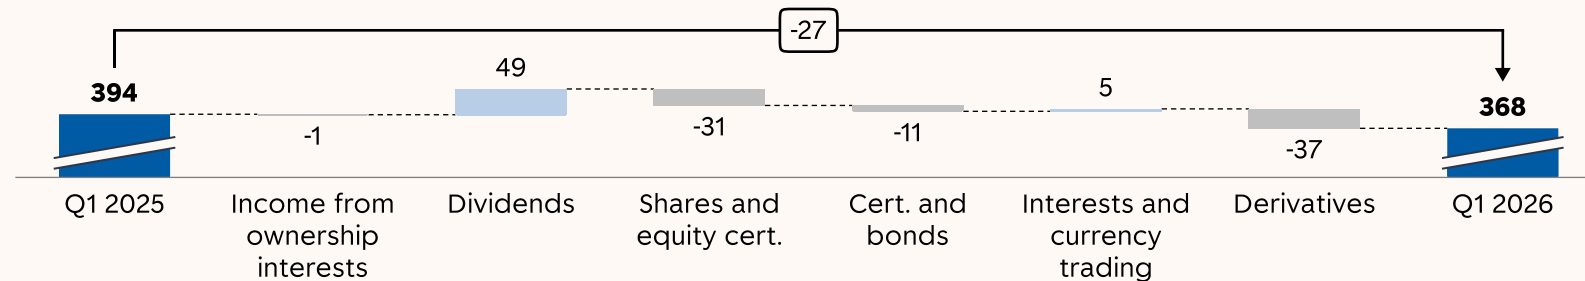 -27
394
-1
49
-31
-11
5
-37
368
Q1 2025
Income from
ownership
interests
Dividends
Shares and
equity cert.
Cert. and
bonds
Interests and
currency
trading
Derivatives
Q1 2026